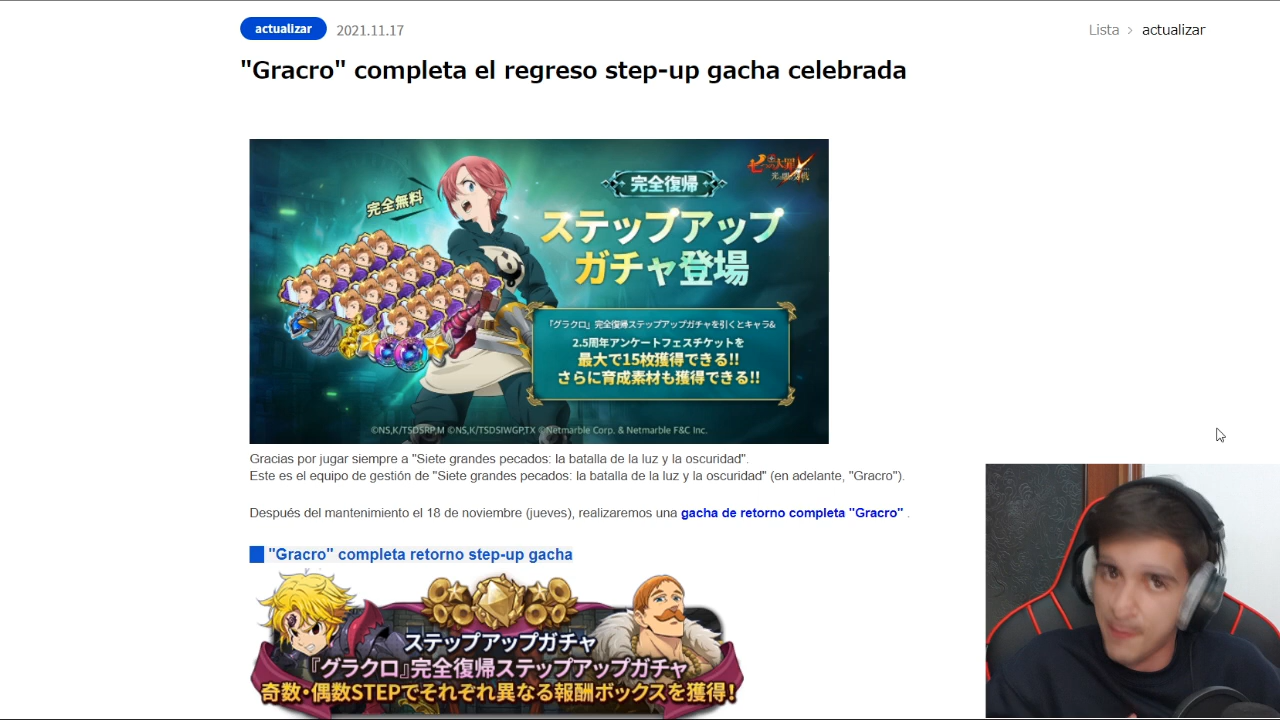 actualizar 2021.11.17
Lista > actualizar
"Gracro" completa el regreso step-up gacha celebrada
完全無料
完全復帰
ステップアップ
ガチャ登場
『グラクロ』完全復帰ステップアップガチャを引くとキャラ&
2.5周年アンケートフェスチケットを
最大で15枚獲得できる!!
さらに育成素材も獲得できる!!
©NS,K/TSDSRP,M ©NS,K/TSDSIWGP,TX ©Netmarble Corp. & Netmarble F&C Inc.
Gracias por jugar siempre a "Siete grandes pecados: la batalla de la luz y la oscuridad".
Este es el equipo de gestión de "Siete grandes pecados: la batalla de la luz y la oscuridad" (en adelante, "Gracro").
Después del mantenimiento el 18 de noviembre (jueves), realizaremos una gacha de retorno completa "Gracro" .
"Gracro" completa retorno step-up gacha
ステップアップガチャ
『グラクロ』完全復帰ステップアップガチャ
奇数・偶数STEPでそれぞれ異なる報酬ボックスを獲得!